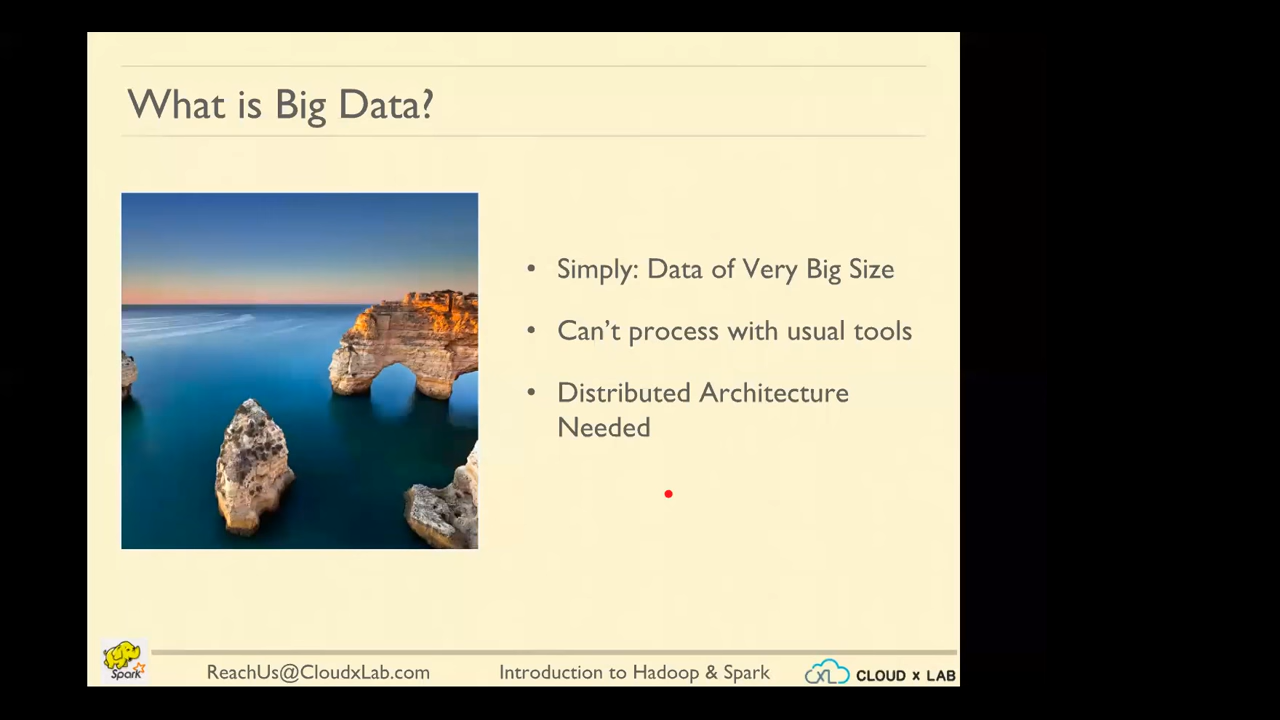 What is Big Data?
• Simply: Data of Very Big Size
• Can’t process with usual tools
• Distributed Architecture
Needed
Spark
ReachUs@CloudxLab.com
Introduction to Hadoop & Spark
XL
CLOUD x LAB